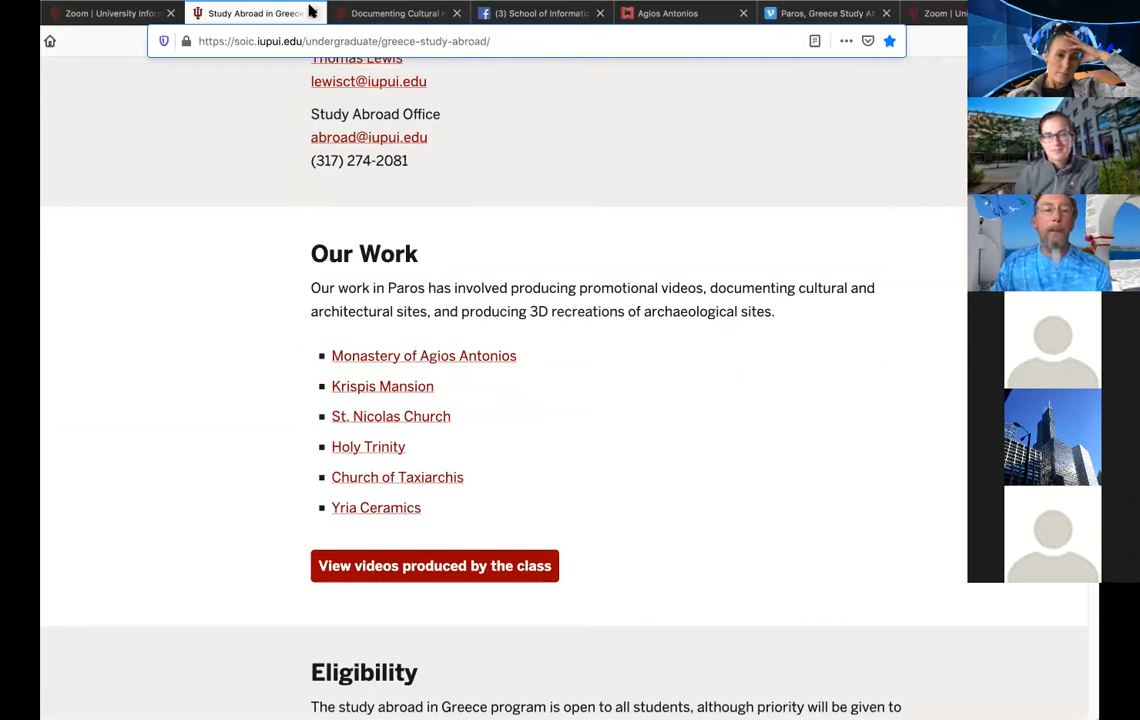 Zoom | University Inform
Study Abroad in Greece
Documenting Cultural H
(3) School of Informatic
Agios Antonios
Paros, Greece Study Ab
Zoom | Un
https://soic.iupui.edu/undergraduate/greece-study-abroad/
Thomas Lewis
lewisct@iupui.edu
Study Abroad Office
abroad@iupui.edu
(317) 274-2081
Our Work
Our work in Paros has involved producing promotional videos, documenting cultural and
architectural sites, and producing 3D recreations of archaeological sites.
Monastery of Agios Antonios
Krispis Mansion
St. Nicolas Church
Holy Trinity
Church of Taxiarchis
Yria Ceramics
View videos produced by the class
Eligibility
The study abroad in Greece program is open to all students, although priority will be given to